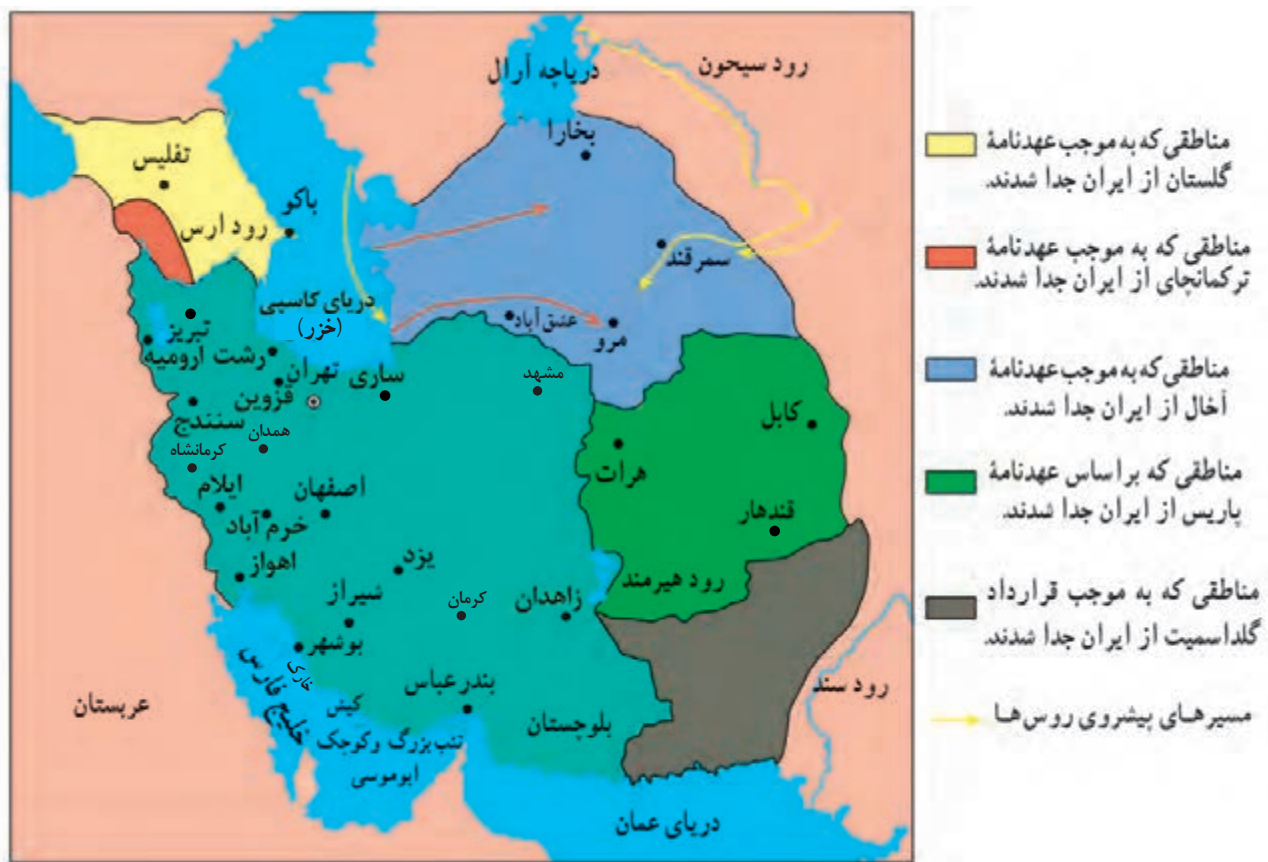 دریاچه آرال
رود سیحون
بخارا
تفلیس
باکو
رود ارس
سمرقند
دریای کاسپی
(خزر)
عشق آباد
مرو
تبریز
ارومیه
رشت
تهران
قزوین
ساری
مشهد
سنندج
همدان
کرمانشاه
کابل
هرات
ایلام
اصفهان
خرم آباد
قندهار
اهواز
یزد
رود هیرمند
شیراز
کرمان
زاهدان
بوشهر
خارک
خلیج فارس
کیش
بندرعباس
بلوچستان
تنب بزرگ وکوچک
ابوموسی
عربستان
رود سند
دریای عمان
مناطقی که به موجب عهدنامهٔ
گلستان از ایران جدا شدند.
مناطقی که به موجب عهدنامهٔ
ترکمانچای از ایران جدا شدند.
مناطقی که به موجب عهدنامهٔ
آخال از ایران جدا شدند.
مناطقی که براساس عهدنامهٔ
پاریس از ایران جدا شدند.
مناطقی که به موجب قرارداد
گلداسمیت از ایران جدا شدند.
مسیرهای پیشروی روس‌ها